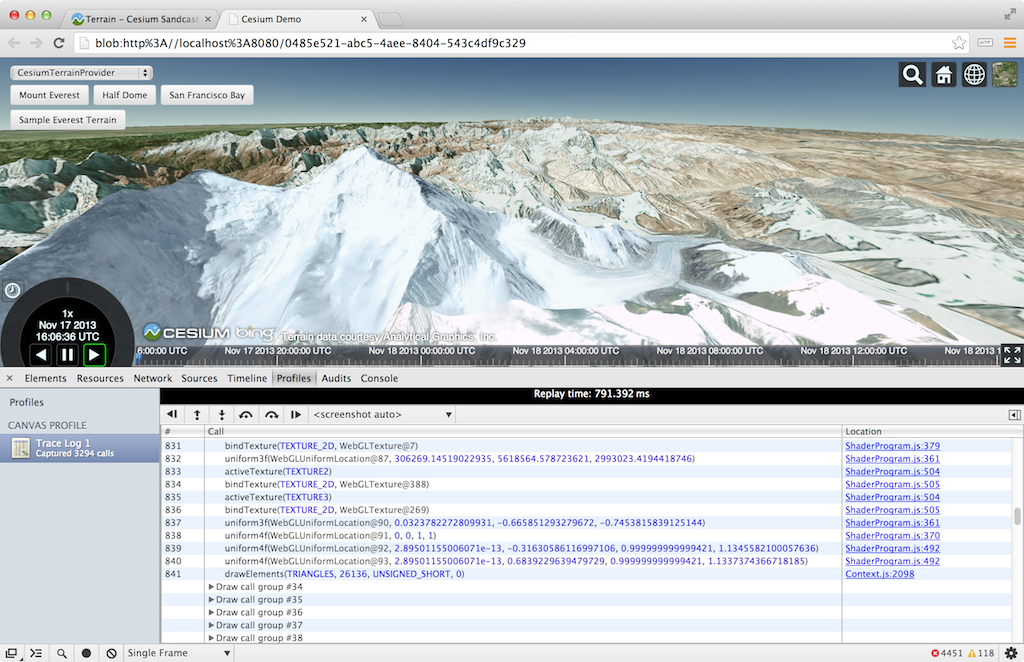 Terrain - Cesium Sandcas
Cesium Demo
blob:http%3A//localhost%3A8080/0485e521-abc5-4aee-8404-543c4df9c329
CesiumTerrainProvider
Mount Everest
Half Dome
San Francisco Bay
Sample Everest Terrain
1x
Nov 17 2013
16:06:36 UTC
CESIUM bing Terrain data courtesy Analytical Graphics, Inc.
6:00:00 UTC
Nov 17 2013 20:00:00 UTC
Nov 18 2013 00:00:00 UTC
Nov 18 2013 04:00:00 UTC
Nov 18 2013 08:00:00 UTC
Nov 18 2013 12:00:00 UTC
Nov 18 2013 1
Elements Resources Network Sources Timeline Profiles Audits Console
Profiles
CANVAS PROFILE
Trace Log 1
Captured 3294 calls
Replay time: 791.392 ms
<screenshot auto>
# Call Location
831 bindTexture(TEXTURE_2D, WebGLTexture@7) ShaderProgram.js:379
832 uniform3f(WebGLUniformLocation@87, 306269.14519022935, 5618564.578723621, 2993023.4194418746) ShaderProgram.js:361
833 activeTexture(TEXTURE2) ShaderProgram.js:504
834 bindTexture(TEXTURE_2D, WebGLTexture@388) ShaderProgram.js:505
835 activeTexture(TEXTURE3) ShaderProgram.js:504
836 bindTexture(TEXTURE_2D, WebGLTexture@269) ShaderProgram.js:505
837 uniform3f(WebGLUniformLocation@90, 0.0323782272809931, -0.665851293279672, -0.7453815839125144) ShaderProgram.js:361
838 uniform4f(WebGLUniformLocation@91, 0, 0, 1, 1) ShaderProgram.js:370
839 uniform4f(WebGLUniformLocation@92, 2.89501155006071e-13, -0.31630586116997106, 0.999999999999421, 1.1345582100057636) ShaderProgram.js:492
840 uniform4f(WebGLUniformLocation@93, 2.89501155006071e-13, 0.6839229639479729, 0.999999999999421, 1.1337374366718185) ShaderProgram.js:492
841 drawElements(TRIANGLES, 26136, UNSIGNED_SHORT, 0) Context.js:2098
Draw call group #34
Draw call group #35
Draw call group #36
Draw call group #37
Draw call group #38
Single Frame
4451 118